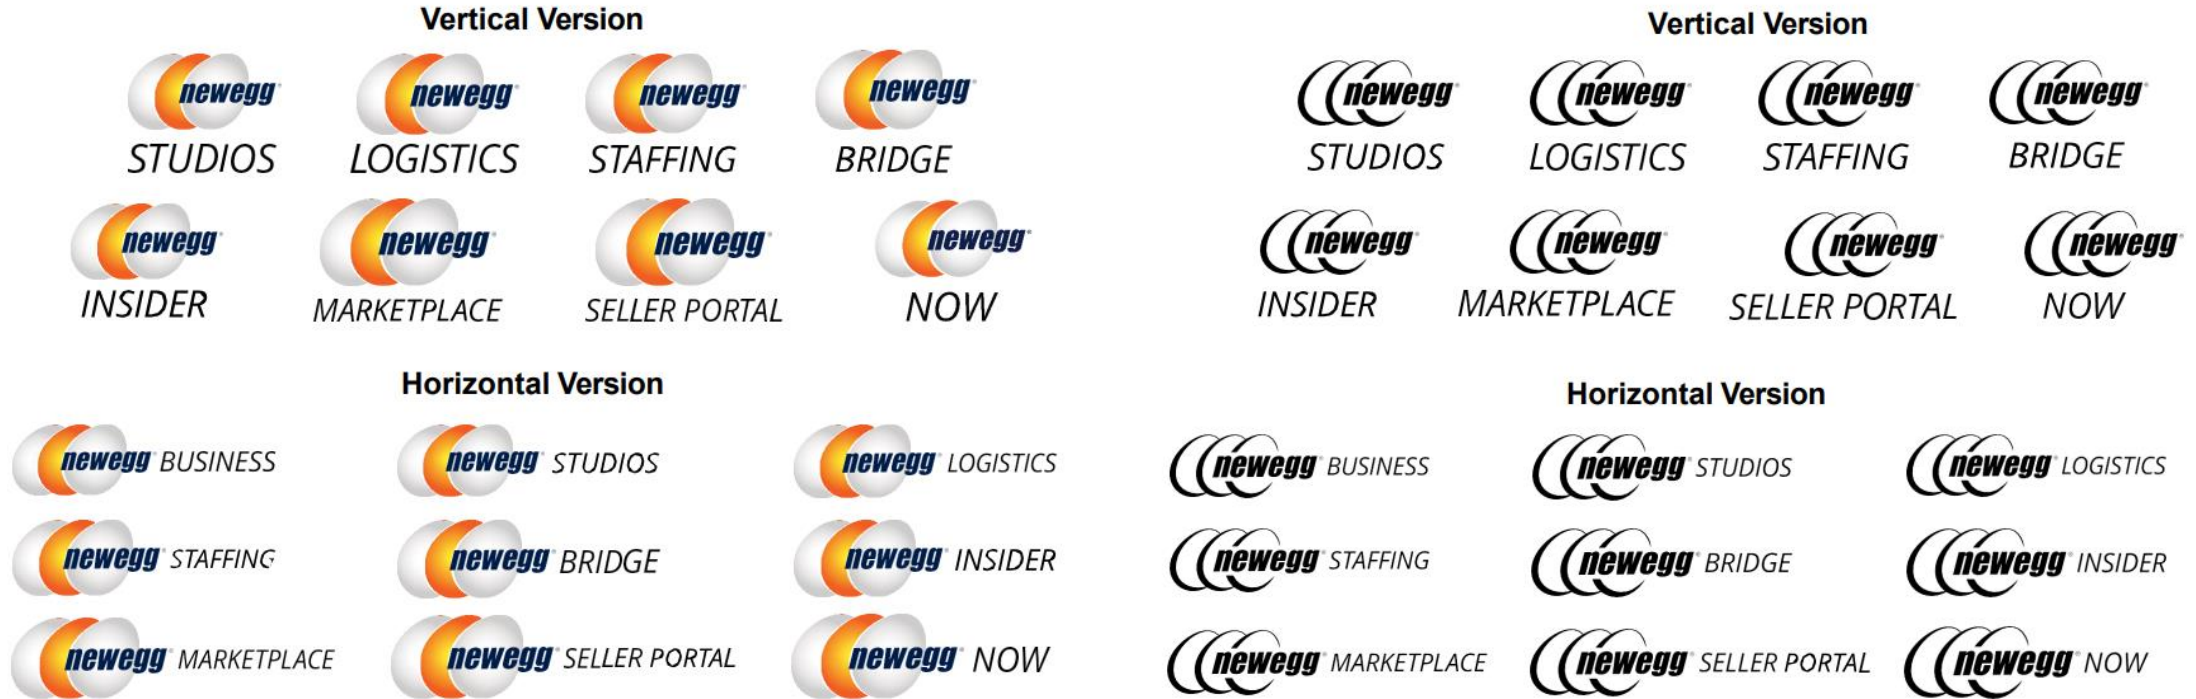 Vertical Version
newegg newegg newegg newegg
STUDIOS LOGISTICS STAFFING BRIDGE
newegg newegg newegg newegg
INSIDER MARKETPLACE SELLER PORTAL NOW
Horizontal Version
newegg BUSINESS newegg STUDIOS newegg LOGISTICS
newegg STAFFING newegg BRIDGE newegg INSIDER
newegg MARKETPLACE newegg SELLER PORTAL newegg NOW
Vertical Version
newegg newegg newegg newegg
STUDIOS LOGISTICS STAFFING BRIDGE
newegg newegg newegg newegg
INSIDER MARKETPLACE SELLER PORTAL NOW
Horizontal Version
newegg BUSINESS newegg STUDIOS newegg LOGISTICS
newegg STAFFING newegg BRIDGE newegg INSIDER
newegg MARKETPLACE newegg SELLER PORTAL newegg NOW